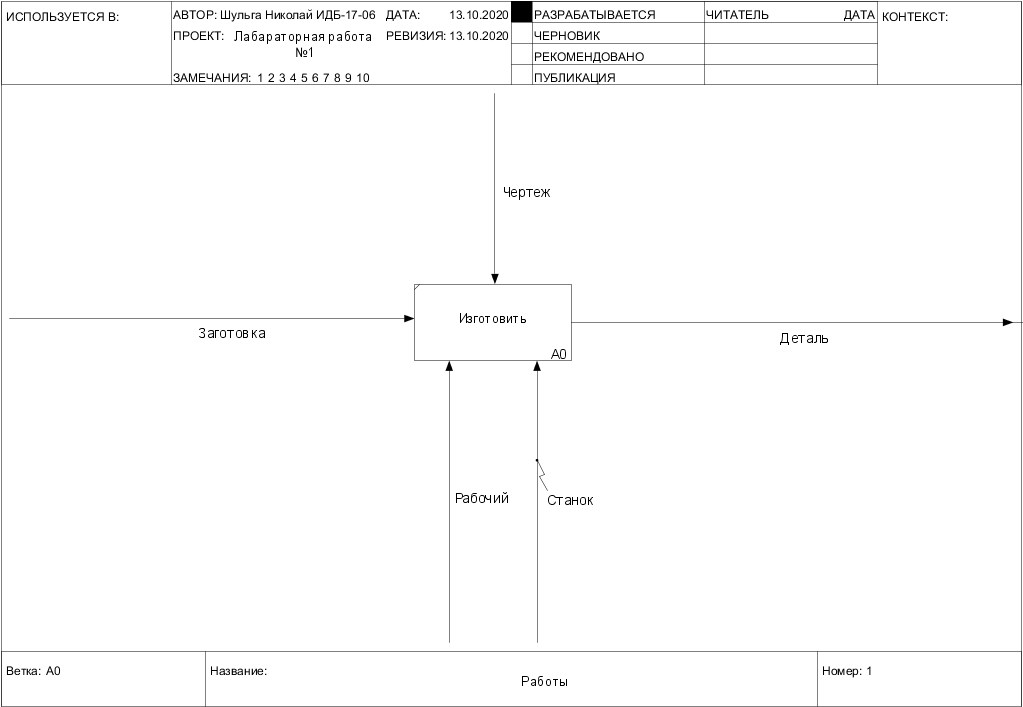 ИСПОЛЬЗУЕТСЯ В:
АВТОР: Шульга Николай ИДБ-17-06
ДАТА: 13.10.2020
ПРОЕКТ: Лабараторная работа
№1
РЕВИЗИЯ: 13.10.2020
ЗАМЕЧАНИЯ: 1 2 3 4 5 6 7 8 9 10
РАЗРАБАТЫВАЕТСЯ
ЧЕРНОВИК
РЕКОМЕНДОВАНО
ПУБЛИКАЦИЯ
ЧИТАТЕЛЬ ДАТА
КОНТЕКСТ:
Чертеж
Изготовить
A0
Заготовка
Деталь
Рабочий
Станок
Ветка: A0
Название:
Работы
Номер: 1